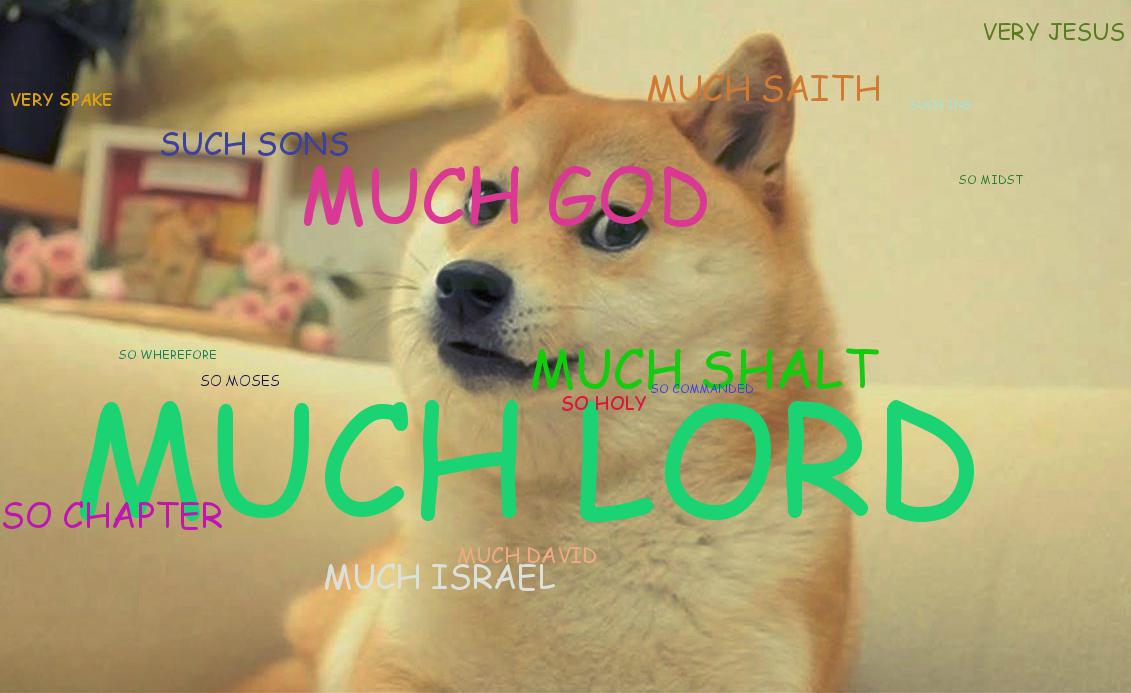 VERY JESUS
MUCH SAITH
VERY SPAKE
SUCH SONS
SO MIDST
MUCH GOD
SO WHEREFORE
MUCH SHALT
SO MOSES
SO COMMANDED
SO HOLY
MUCH LORD
SO CHAPTER
MUCH DAVID
MUCH ISRAEL